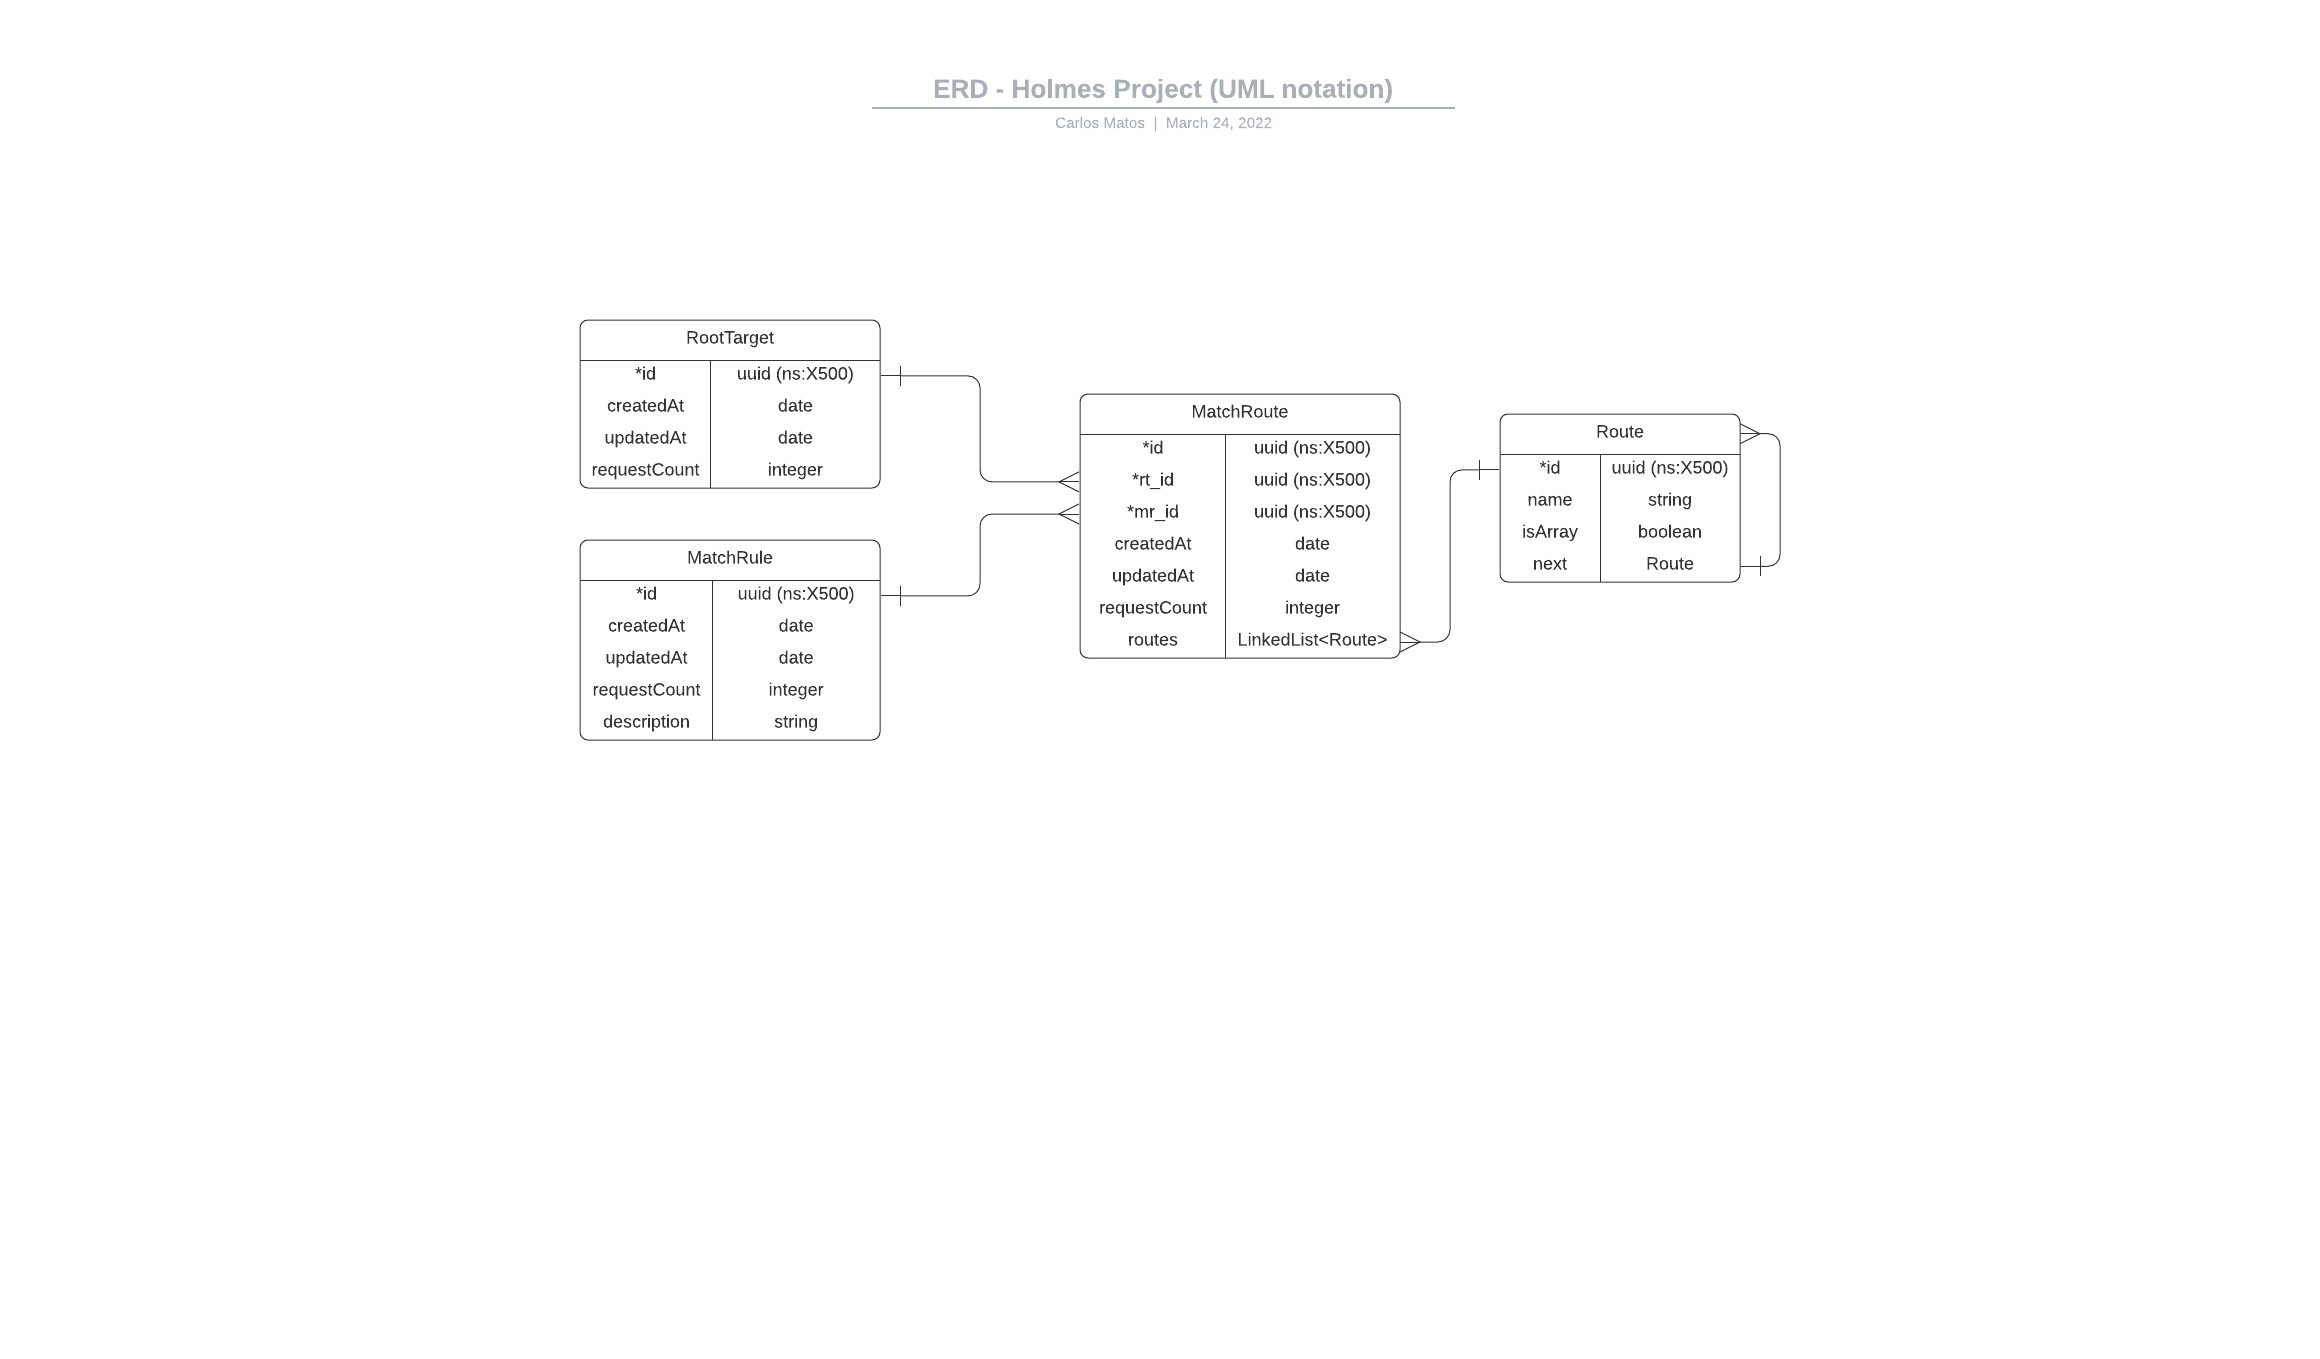 ERD - Holmes Project (UML notation)
Carlos Matos | March 24, 2022
RootTarget
*id uuid (ns:X500)
createdAt date
updatedAt date
requestCount integer
MatchRule
*id uuid (ns:X500)
createdAt date
updatedAt date
requestCount integer
description string
MatchRoute
*id uuid (ns:X500)
*rt_id uuid (ns:X500)
*mr_id uuid (ns:X500)
createdAt date
updatedAt date
requestCount integer
routes LinkedList<Route>
Route
*id uuid (ns:X500)
name string
isArray boolean
next Route